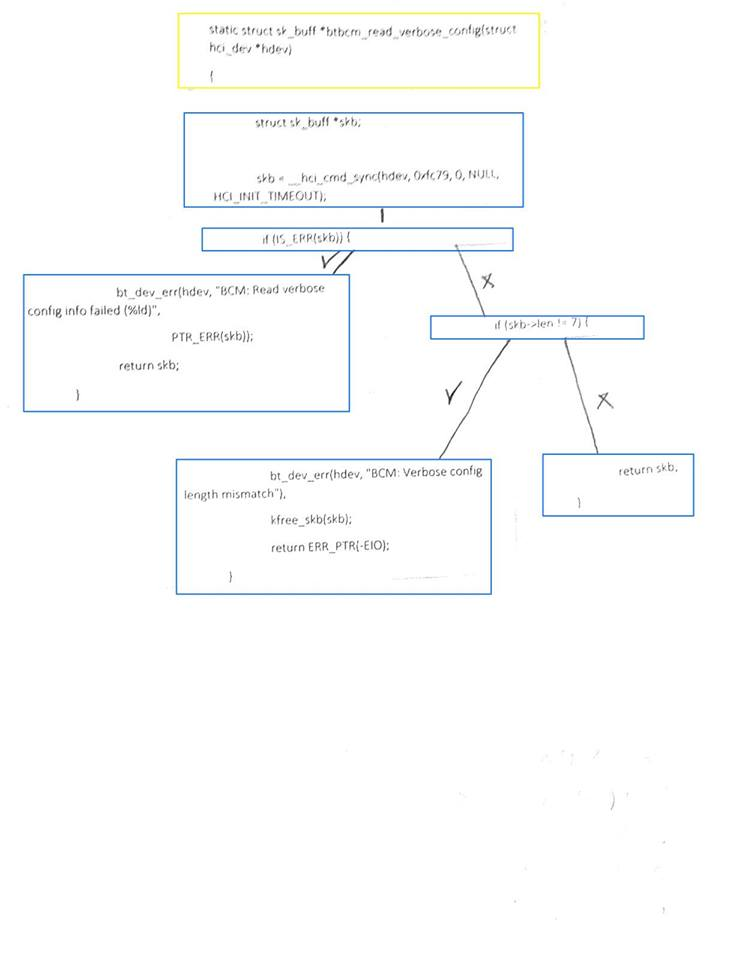 static struct sk_buff *btbcm_read_verbose_config(struct
hci_dev *hdev)
{
struct sk_buff *skb;
skb = __hci_cmd_sync(hdev, 0xfc79, 0, NULL,
HCI_INIT_TIMEOUT);
if (IS_ERR(skb)) {
bt_dev_err(hdev, "BCM: Read verbose
config info failed (%ld)",
PTR_ERR(skb));
return skb;
}
if (skb->len != 7) {
bt_dev_err(hdev, "BCM: Verbose config
length mismatch");
kfree_skb(skb);
return ERR_PTR(-EIO);
}
return skb;
}